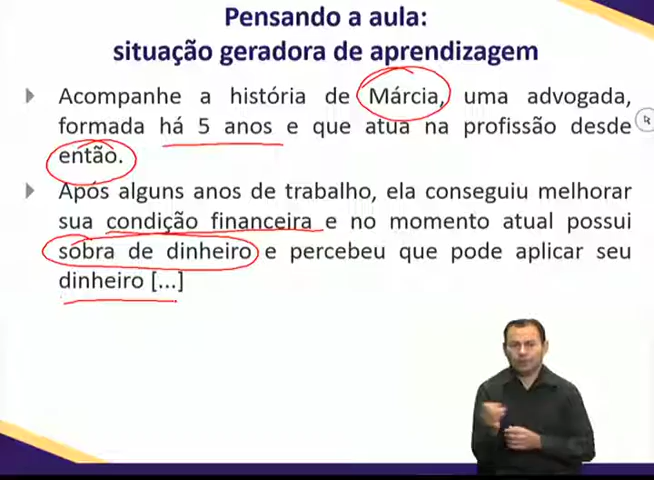 Pensando a aula:
situação geradora de aprendizagem
Acompanhe a história de Márcia, uma advogada,
formada há 5 anos e que atua na profissão desde
então.
Após alguns anos de trabalho, ela conseguiu melhorar
sua condição financeira e no momento atual possui
sobra de dinheiro e percebeu que pode aplicar seu
dinheiro [...]